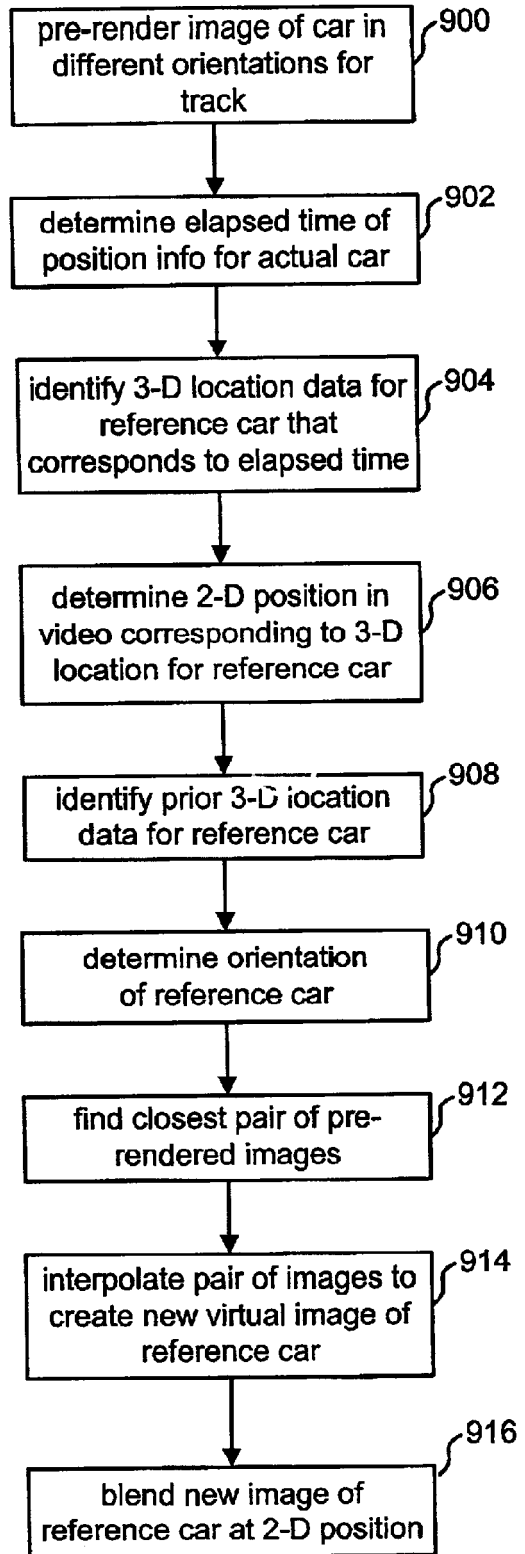 pre-render image of car in
different orientations for
track
900
determine elapsed time of
position info for actual car
902
identify 3-D location data for
reference car that
corresponds to elapsed time
904
determine 2-D position in
video corresponding to 3-D
location for reference car
906
identify prior 3-D location
data for reference car
908
determine orientation
of reference car
910
find closest pair of pre-
rendered images
912
interpolate pair of images to
create new virtual image of
reference car
914
blend new image of
reference car at 2-D position
916